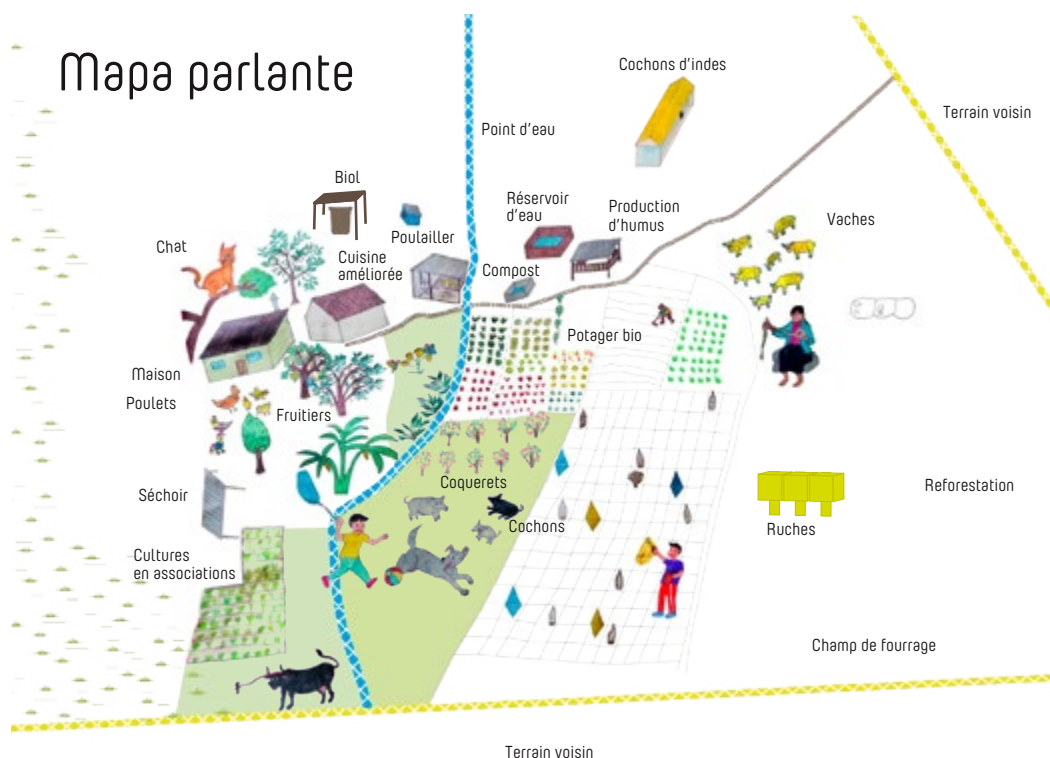 Mapa parlante
Cochons d'indes
Point d'eau
Terrain voisin
Biol
Réservoir
d'eau
Production
d'humus
Vaches
Poulailler
Chat
Cuisine
améliorée
Compost
Potager bio
Maison
Poulets
Fruitiers
Coquerets
Séchoir
Reforestation
Cochons
Ruches
Cultures
en associations
Champ de fourrage
Terrain voisin